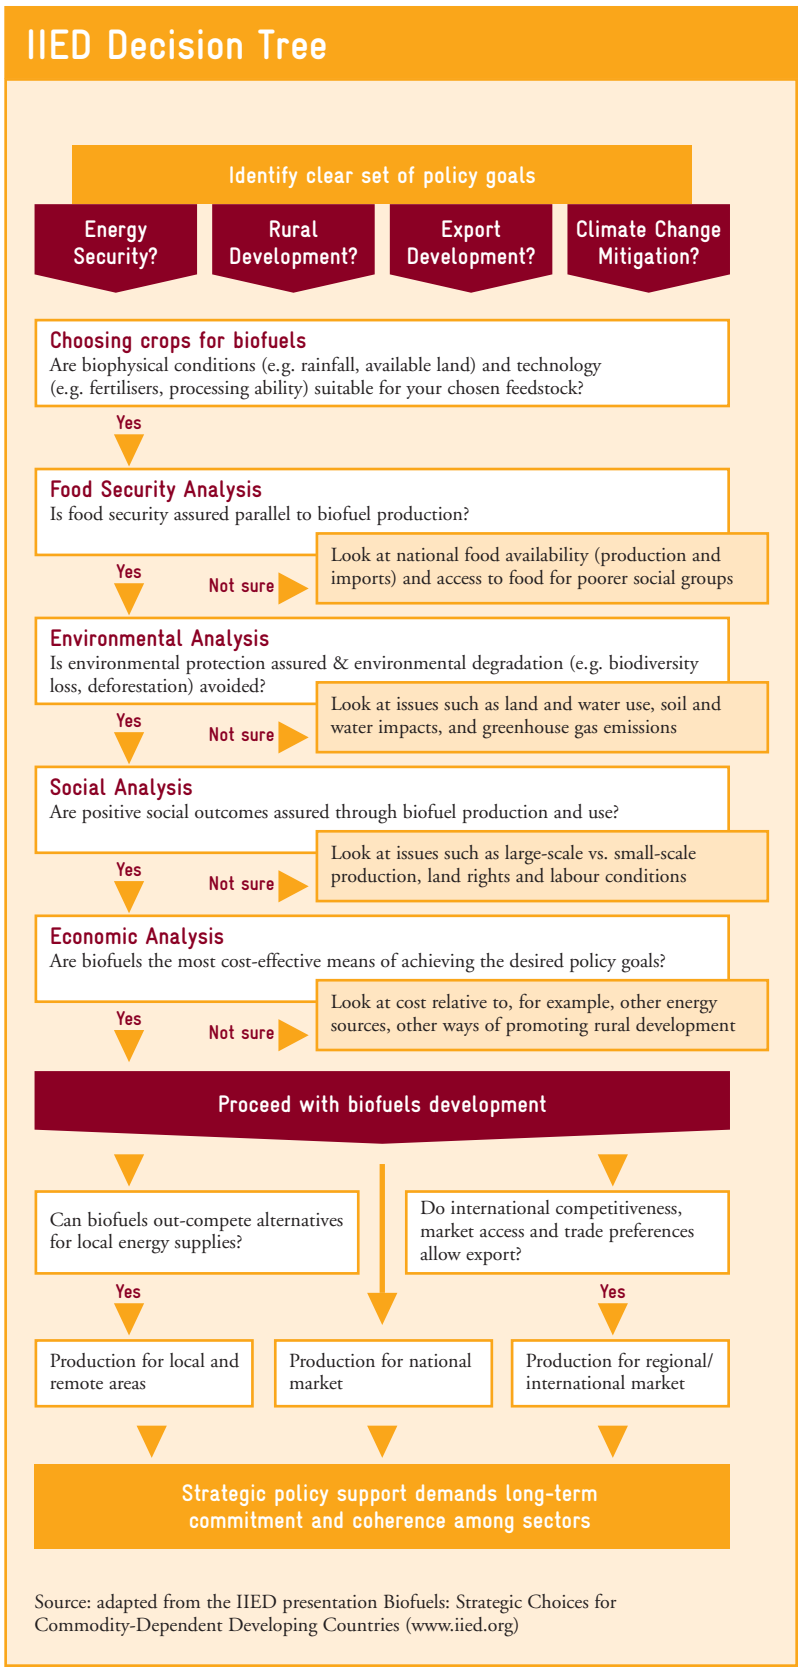 IIED Decision Tree
Identify clear set of policy goals
Energy
Security?
Rural
Development?
Export
Development?
Climate Change
Mitigation?
Choosing crops for biofuels
Are biophysical conditions (e.g. rainfall, available land) and technology
(e.g. fertilisers, processing ability) suitable for your chosen feedstock?
Yes
Food Security Analysis
Is food security assured parallel to biofuel production?
Yes
Not sure
Look at national food availability (production and
imports) and access to food for poorer social groups
Environmental Analysis
Is environmental protection assured & environmental degradation (e.g. biodiversity
loss, deforestation) avoided?
Yes
Not sure
Look at issues such as land and water use, soil and
water impacts, and greenhouse gas emissions
Social Analysis
Are positive social outcomes assured through biofuel production and use?
Yes
Not sure
Look at issues such as large-scale vs. small-scale
production, land rights and labour conditions
Economic Analysis
Are biofuels the most cost-effective means of achieving the desired policy goals?
Yes
Not sure
Look at cost relative to, for example, other energy
sources, other ways of promoting rural development
Proceed with biofuels development
Can biofuels out-compete alternatives
for local energy supplies?
Do international competitiveness,
market access and trade preferences
allow export?
Yes
Yes
Production for local and
remote areas
Production for national
market
Production for regional/
international market
Strategic policy support demands long-term
commitment and coherence among sectors
Source: adapted from the IIED presentation Biofuels: Strategic Choices for
Commodity-Dependent Developing Countries (www.iied.org)